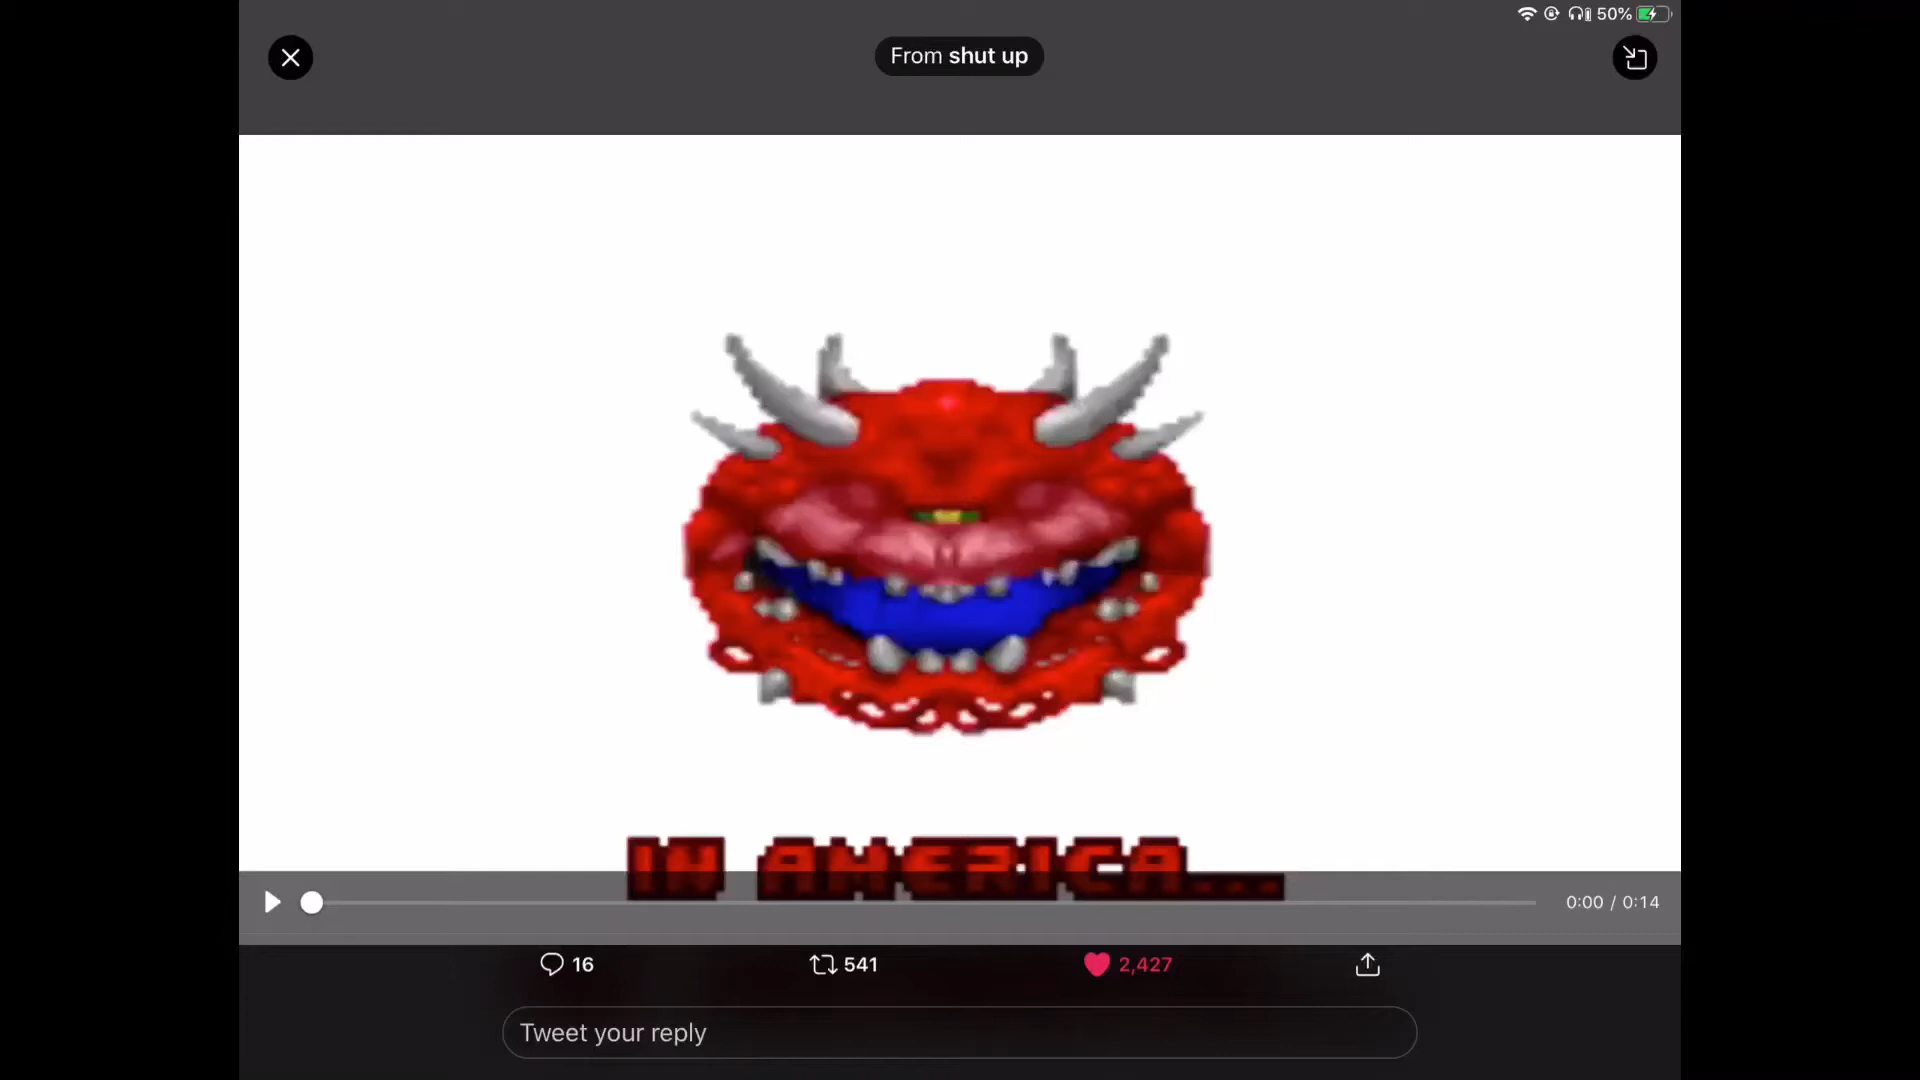 50%
From shut up
IN AMERICA...
0:00 / 0:14
16
541
2,427
Tweet your reply